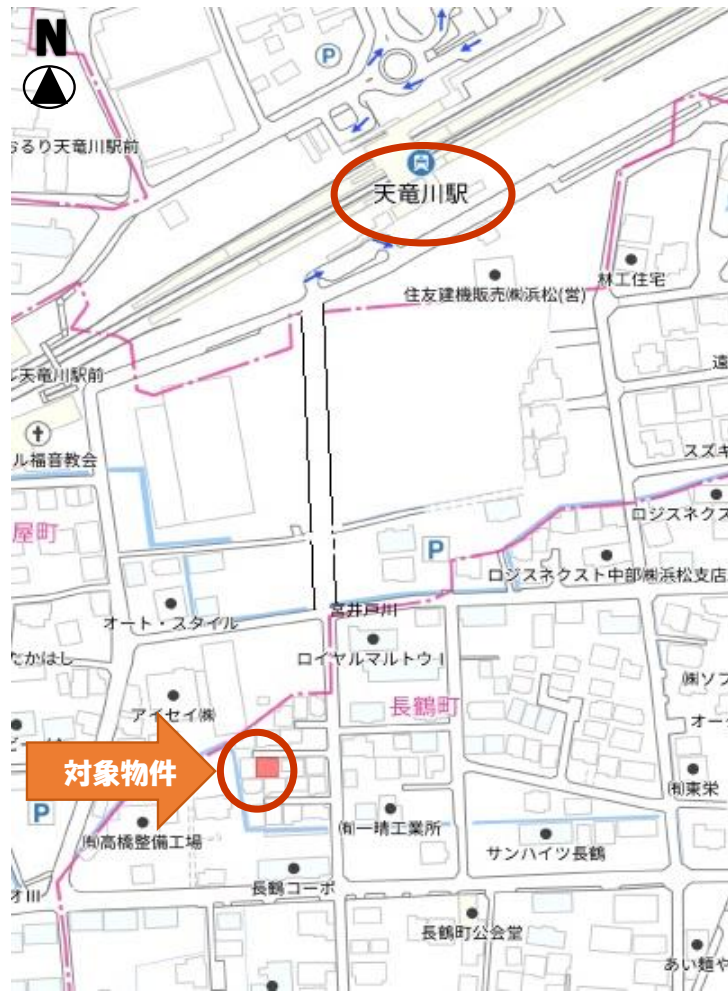 N
P
おるり天竜川駅前
天竜川駅
住友建機販売㈱浜松(営)
林工住宅
遠
天竜川駅前
スズキ
ル福音教会
ロジスネクス
屋町
P
ロジスネクスト中部㈱浜松支店
オート・スタイル
宮井戸川
たかはし
ロイヤルマルトウI
㈱ソフ
アイセイ㈱
長鶴町
オー
対象物件
㈲東栄
P
㈲高橋整備工場
㈲一晴工業所
サンハイツ長鶴
オIII
長鶴コーポ
長鶴町公会堂
あい麺や